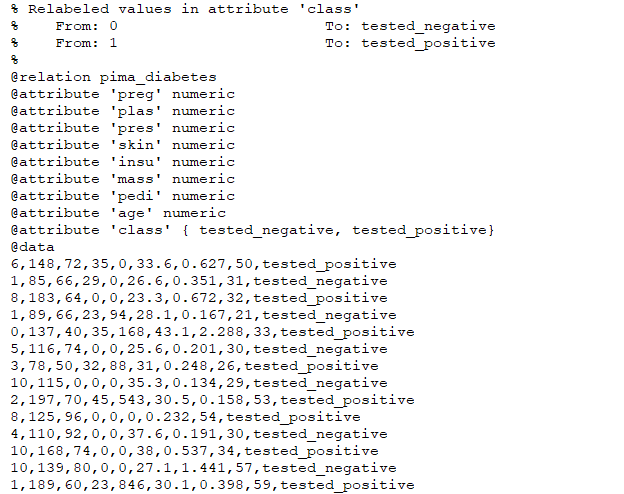 % Relabeled values in attribute 'class'
%    From: 0                        To: tested_negative
%    From: 1                        To: tested_positive
%
@relation pima_diabetes
@attribute 'preg' numeric
@attribute 'plas' numeric
@attribute 'pres' numeric
@attribute 'skin' numeric
@attribute 'insu' numeric
@attribute 'mass' numeric
@attribute 'pedi' numeric
@attribute 'age' numeric
@attribute 'class' { tested_negative, tested_positive}
@data
6,148,72,35,0,33.6,0.627,50,tested_positive
1,85,66,29,0,26.6,0.351,31,tested_negative
8,183,64,0,0,23.3,0.672,32,tested_positive
1,89,66,23,94,28.1,0.167,21,tested_negative
0,137,40,35,168,43.1,2.288,33,tested_positive
5,116,74,0,0,25.6,0.201,30,tested_negative
3,78,50,32,88,31,0.248,26,tested_positive
10,115,0,0,0,35.3,0.134,29,tested_negative
2,197,70,45,543,30.5,0.158,53,tested_positive
8,125,96,0,0,0,0.232,54,tested_positive
4,110,92,0,0,37.6,0.191,30,tested_negative
10,168,74,0,0,38,0.537,34,tested_positive
10,139,80,0,0,27.1,1.441,57,tested_negative
1,189,60,23,846,30.1,0.398,59,tested_positive